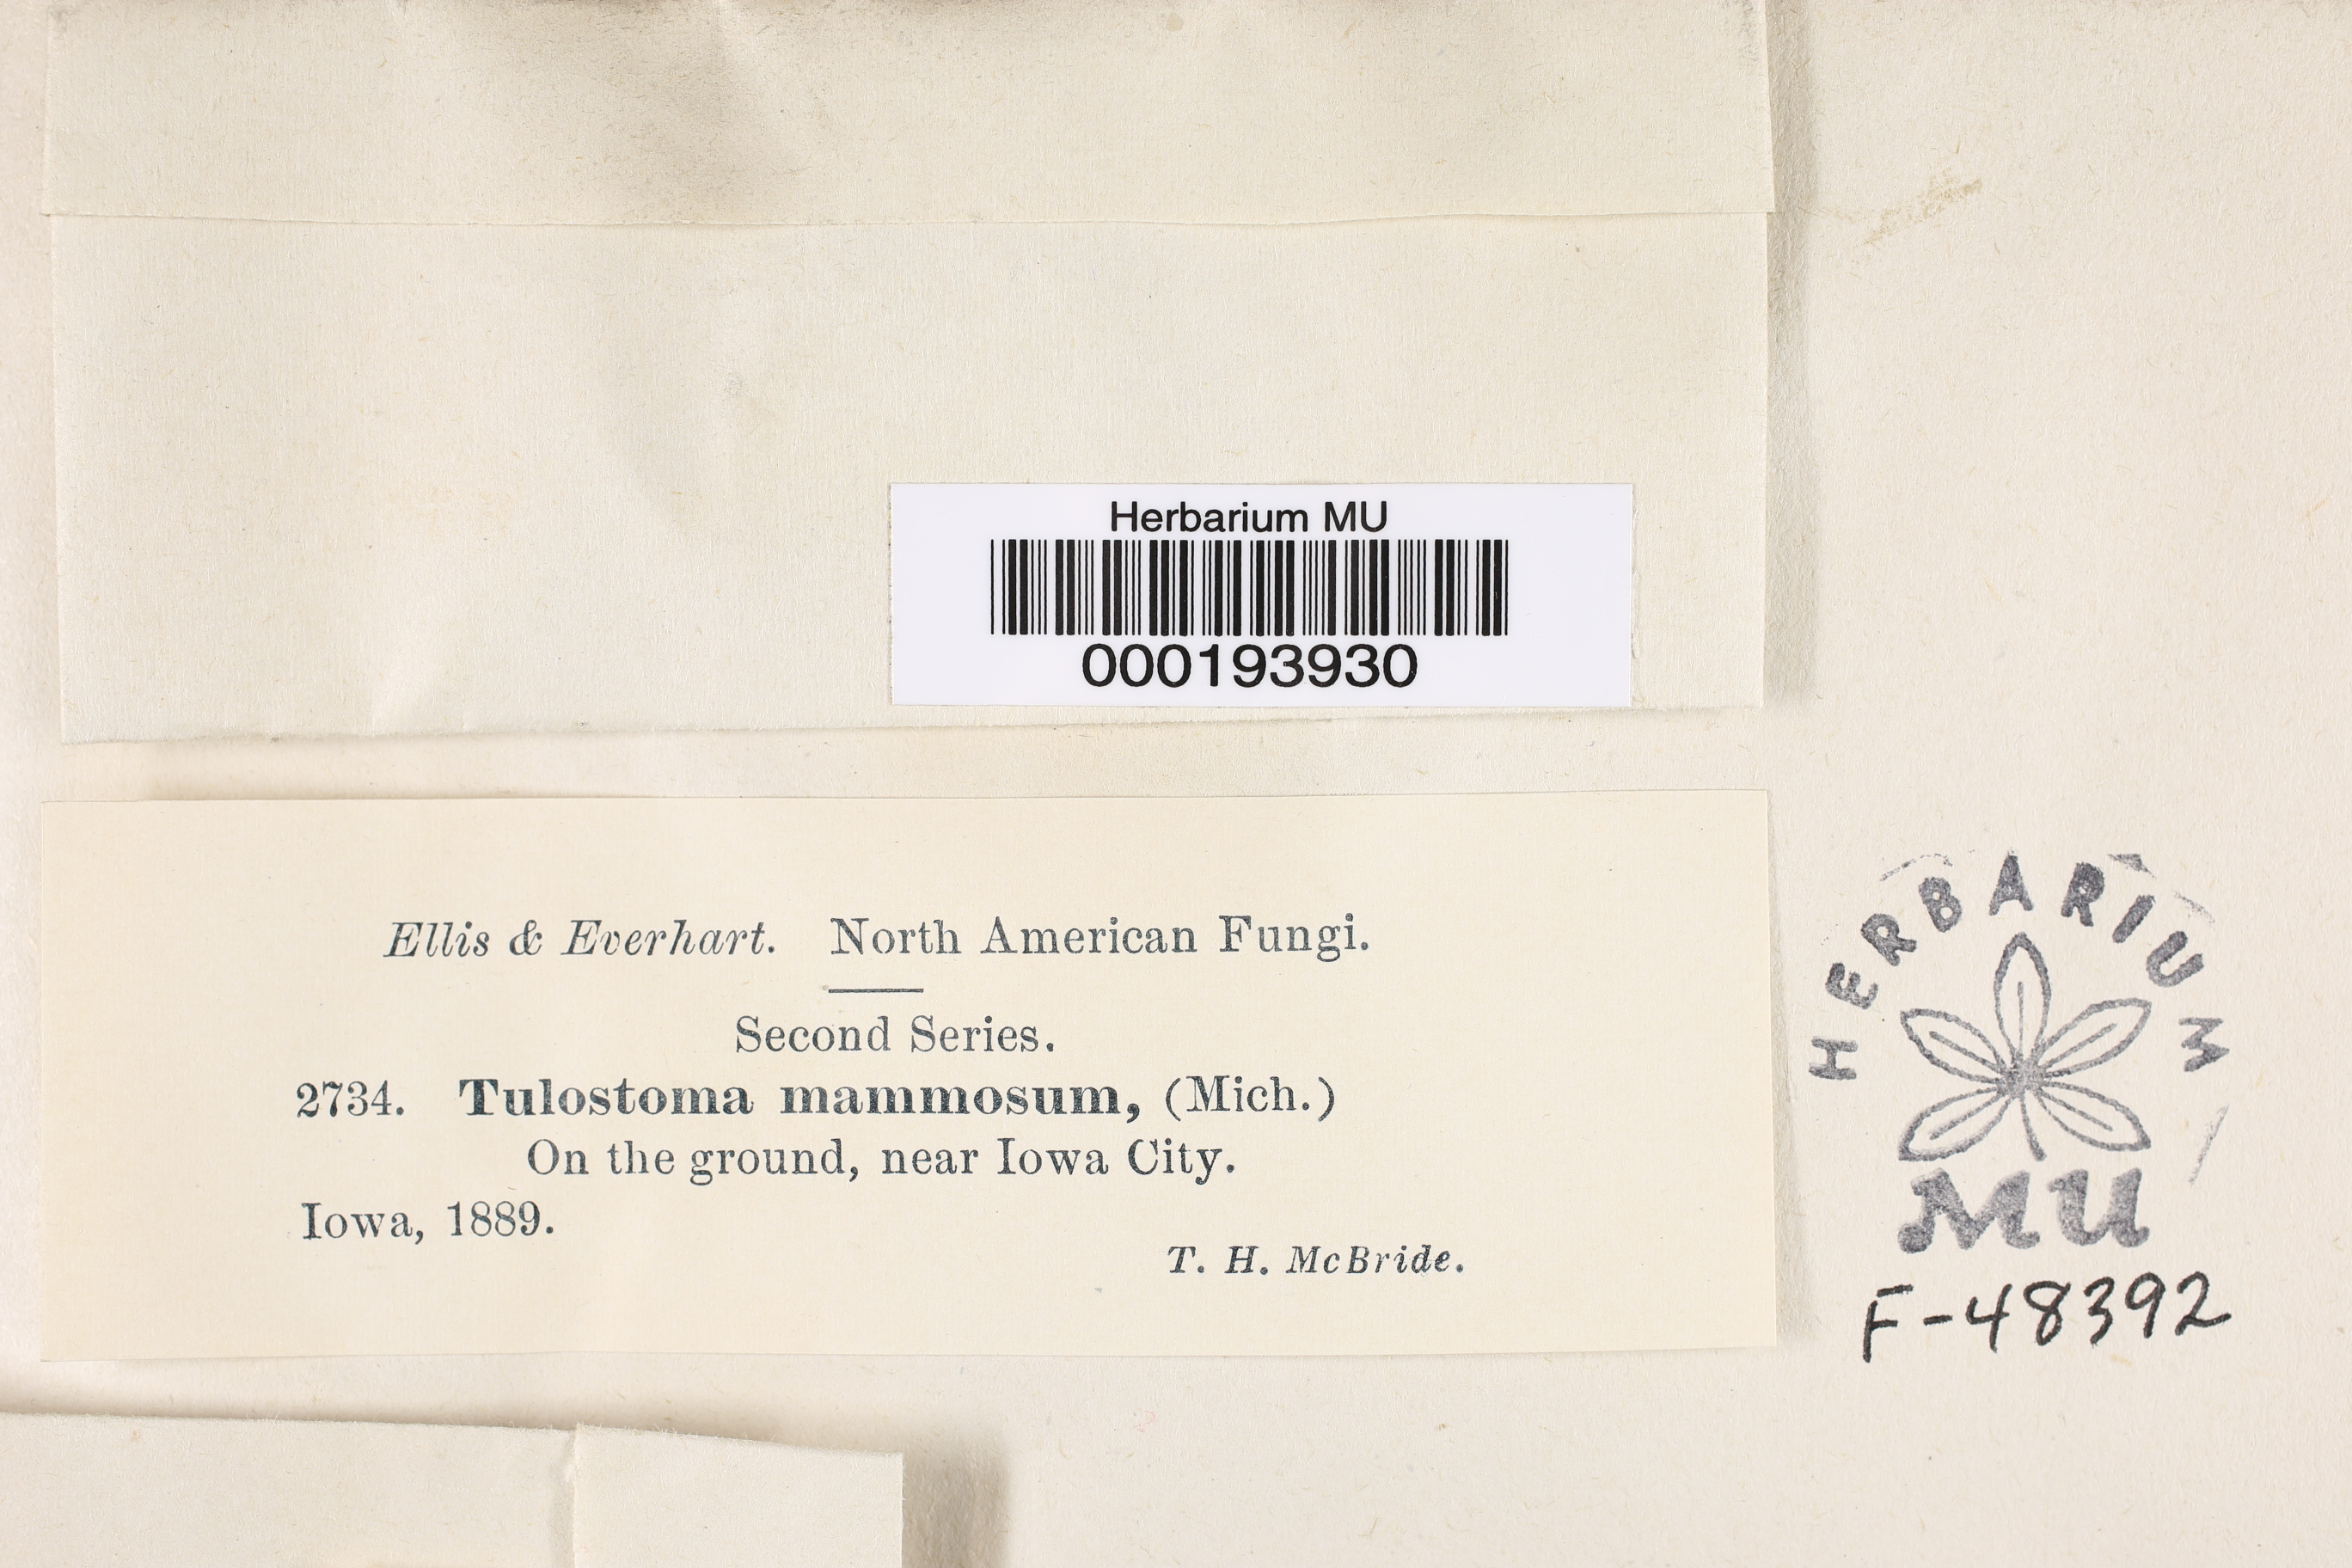 Herbarium MU
000193930
Ellis & Everhart. North American Fungi.
Second Series.
2734. Tulostoma mammosum, (Mich.)
On the ground, near Iowa City.
Iowa, 1889.
T. H. McBride.
HERBARIUM
MU
F-48392